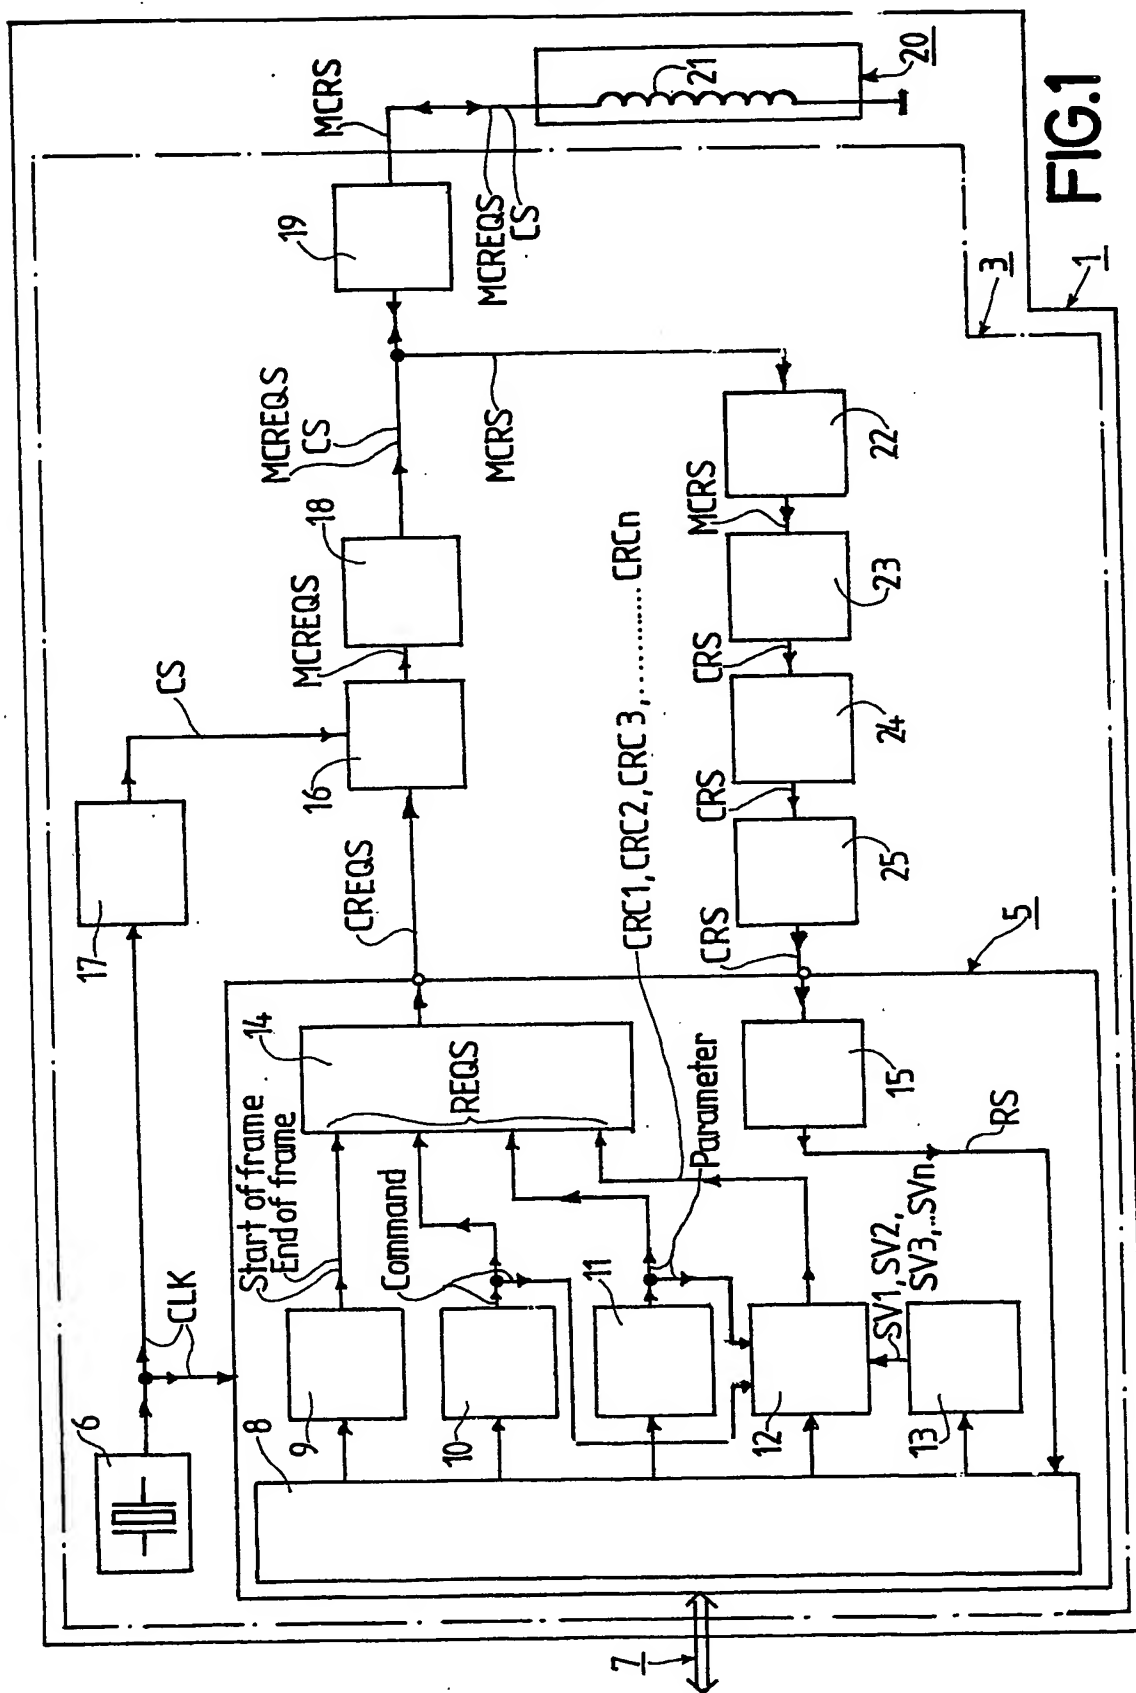 FIG.1
1
3
20
21
MCRS
MCREQS
CS
19
MCREQS
CS
MCRS
18
MCREQS
16
CS
17
CREQS
22
MCRS
23
CRS
24
CRS
25
CRS
CRC1, CRC2, CRC3,..........CRCn
5
14
REQS
15
RS
Parameter
Start of frame
End of frame
Command
CLK
6
8
9
10
11
12
13
SV1, SV2,
SV3,...SVn
7